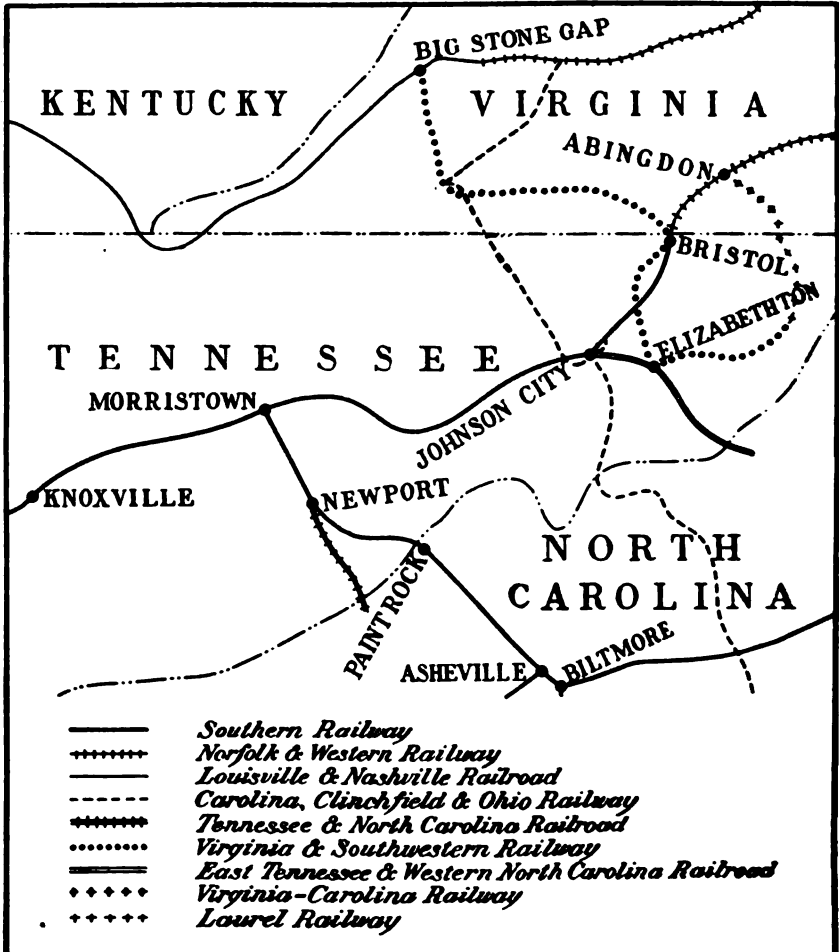 BIG STONE GAP
KENTUCKY
VIRGINIA
ABINGDON
BRISTOL
ELIZABETHTON
TENNESSEE
MORRISTOWN
JOHNSON CITY
KNOXVILLE
NEWPORT
NORTH
CAROLINA
PAINT ROCK
ASHEVILLE
BILTMORE
Southern Railway
Norfolk & Western Railway
Louisville & Nashville Railroad
Carolina, Clinchfield & Ohio Railway
Tennessee & North Carolina Railroad
Virginia & Southwestern Railway
East Tennessee & Western North Carolina Railroad
Virginia-Carolina Railway
Laurel Railway